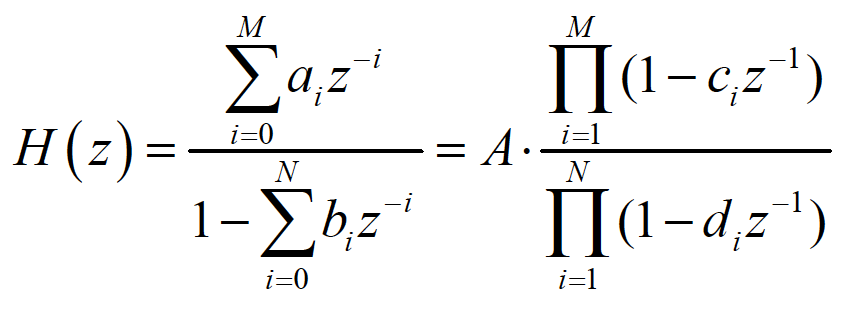 H(z) = \frac{\sum_{i=0}^{M} a_i z^{-i}}{1 - \sum_{i=0}^{N} b_i z^{-i}} = A \cdot \frac{\prod_{i=1}^{M} (1 - c_i z^{-1})}{\prod_{i=1}^{N} (1 - d_i z^{-1})}